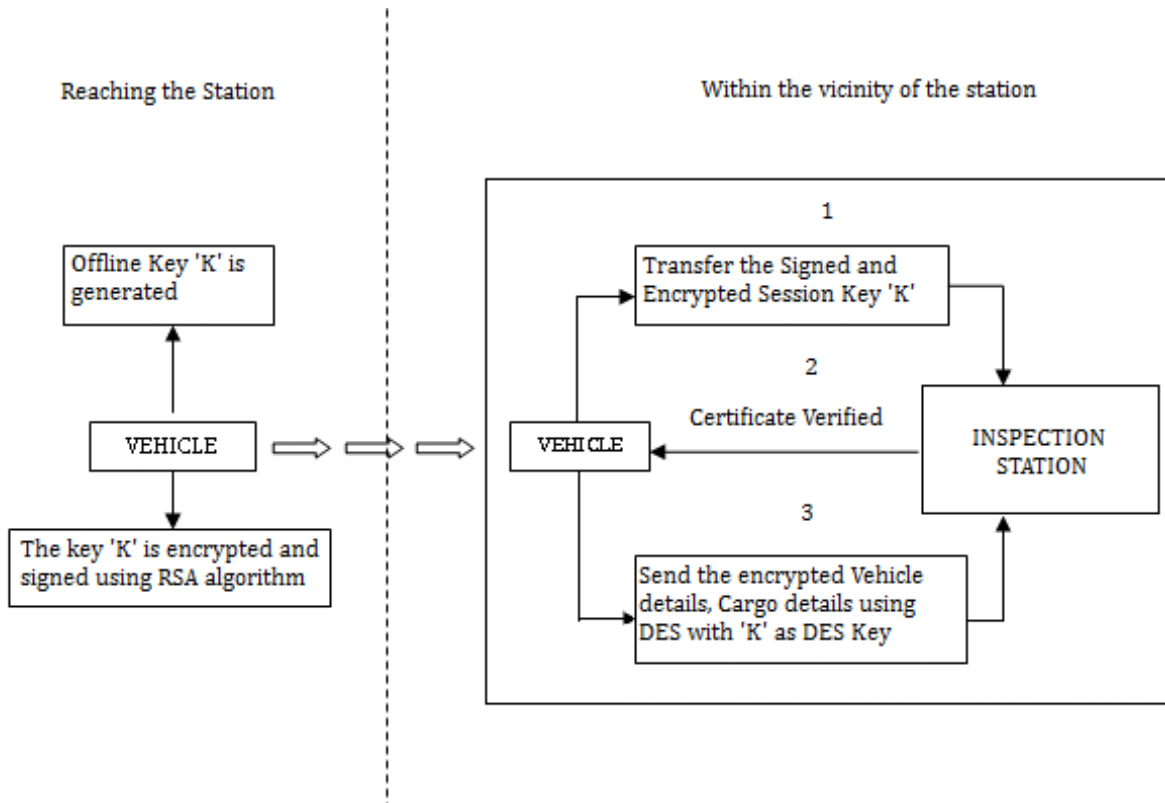 Reaching the Station
Within the vicinity of the station
Offline Key 'K' is
generated
VEHICLE
The key 'K' is encrypted and
signed using RSA algorithm
1
Transfer the Signed and
Encrypted Session Key 'K'
2
Certificate Verified
VEHICLE
INSPECTION
STATION
3
Send the encrypted Vehicle
details, Cargo details using
DES with 'K' as DES Key